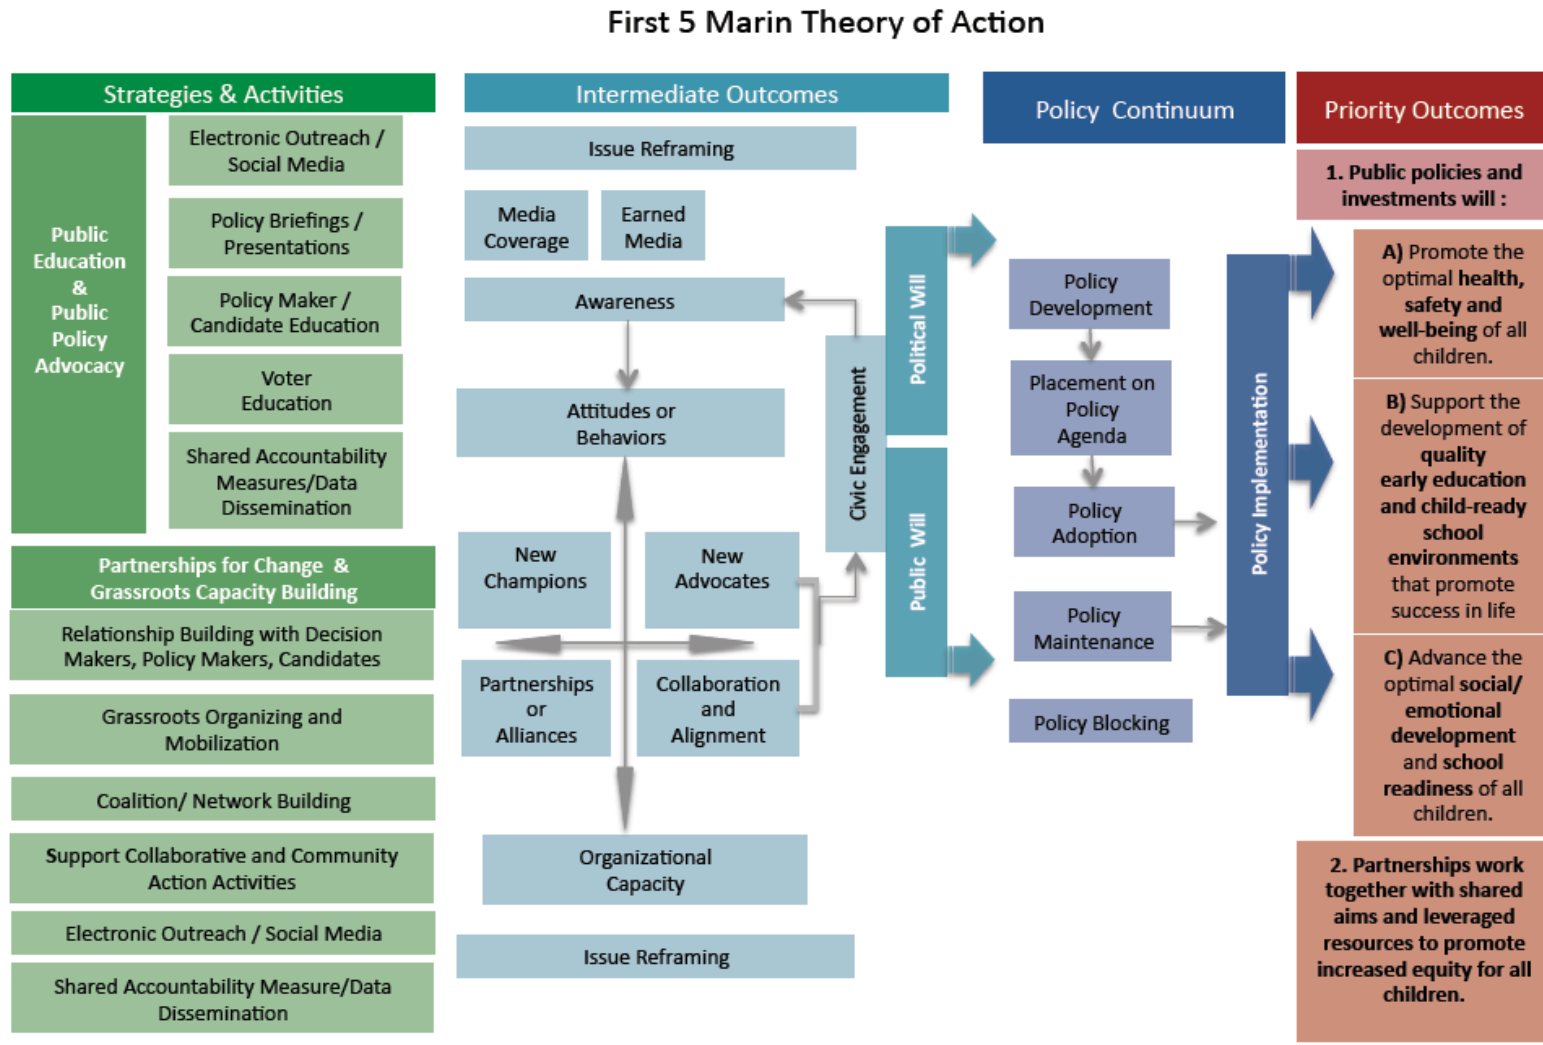 First 5 Marin Theory of Action
Strategies & Activities
Public
Education
&
Public
Policy
Advocacy
Electronic Outreach /
Social Media
Policy Briefings /
Presentations
Policy Maker /
Candidate Education
Voter
Education
Shared Accountability
Measures/Data
Dissemination
Partnerships for Change &
Grassroots Capacity Building
Relationship Building with Decision
Makers, Policy Makers, Candidates
Grassroots Organizing and
Mobilization
Coalition/ Network Building
Support Collaborative and Community
Action Activities
Electronic Outreach / Social Media
Shared Accountability Measure/Data
Dissemination
Intermediate Outcomes
Issue Reframing
Media
Coverage
Earned
Media
Awareness
Attitudes or
Behaviors
New
Champions
New
Advocates
Partnerships
or
Alliances
Collaboration
and
Alignment
Organizational
Capacity
Issue Reframing
Civic Engagement
Political Will
Public Will
Policy Continuum
Policy
Development
Placement on
Policy
Agenda
Policy
Adoption
Policy
Maintenance
Policy Blocking
Policy Implementation
Priority Outcomes
1. Public policies and
investments will :
A) Promote the
optimal health,
safety and
well-being of all
children.
B) Support the
development of
quality
early education
and child-ready
school
environments
that promote
success in life
C) Advance the
optimal social/
emotional
development
and school
readiness of all
children.
2. Partnerships work
together with shared
aims and leveraged
resources to promote
increased equity for all
children.